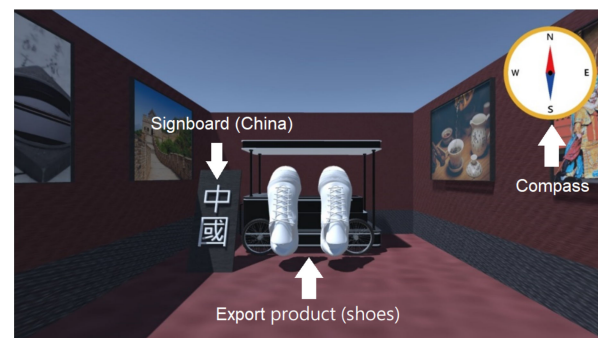 N
W
E
S
Signboard (China)
Compass
中
國
Export product (shoes)